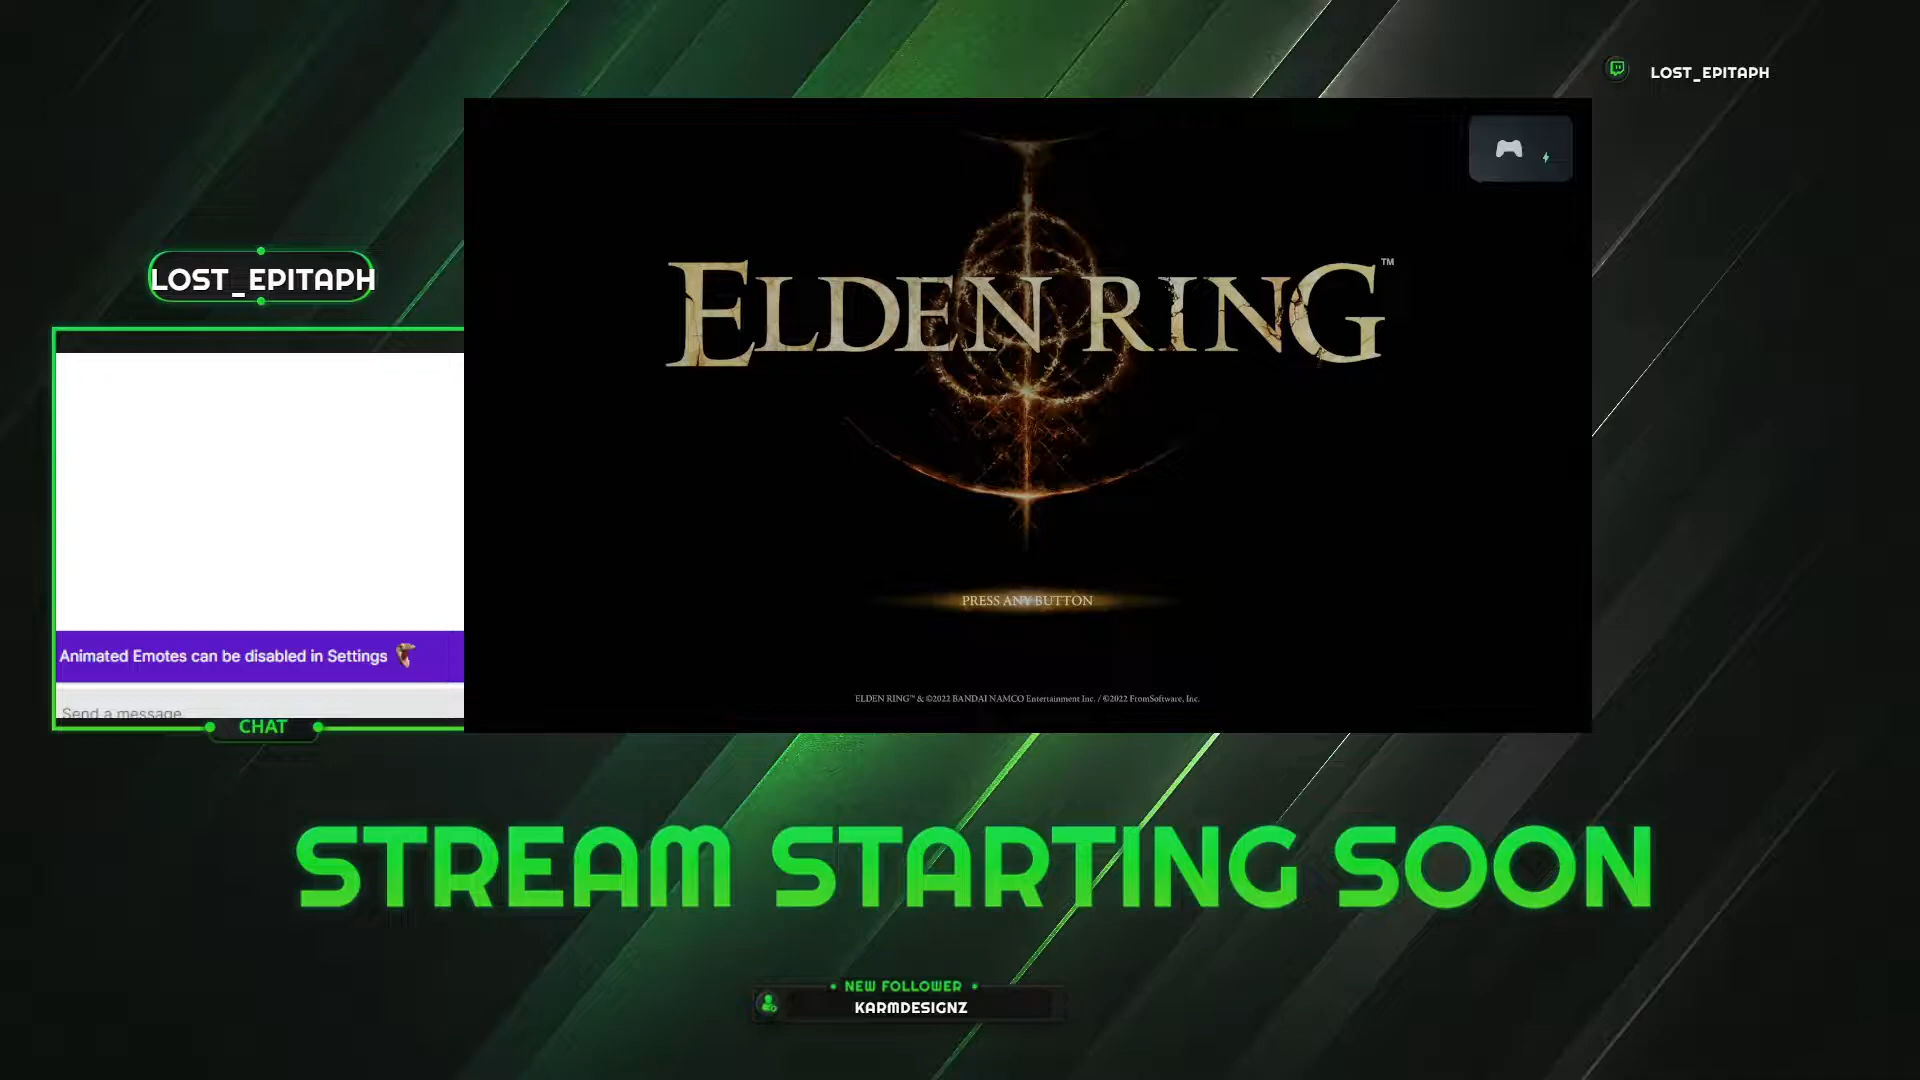 LOST_EPITAPH
LOST_EPITAPH
ELDEN RING™
PRESS ANY BUTTON
Animated Emotes can be disabled in Settings
ELDEN RING™ & ©2022 BANDAI NAMCO Entertainment Inc. / ©2022 FromSoftware, Inc.
Send a message
CHAT
STREAM STARTING SOON
NEW FOLLOWER
KARMDESIGNZ